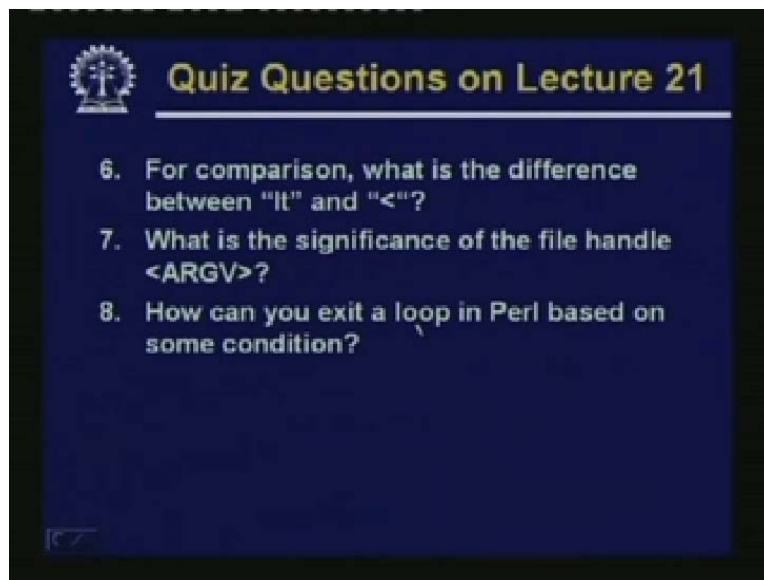 Quiz Questions on Lecture 21
6. For comparison, what is the difference
between “lt” and “<“?
7. What is the significance of the file handle
<ARGV>?
8. How can you exit a loop in Perl based on
some condition?